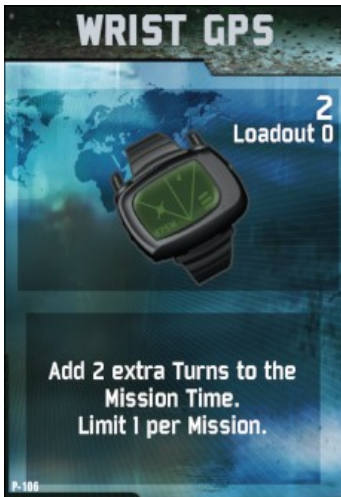 WRIST GPS
2
Loadout 0
Add 2 extra Turns to the
Mission Time.
Limit 1 per Mission.
P-106